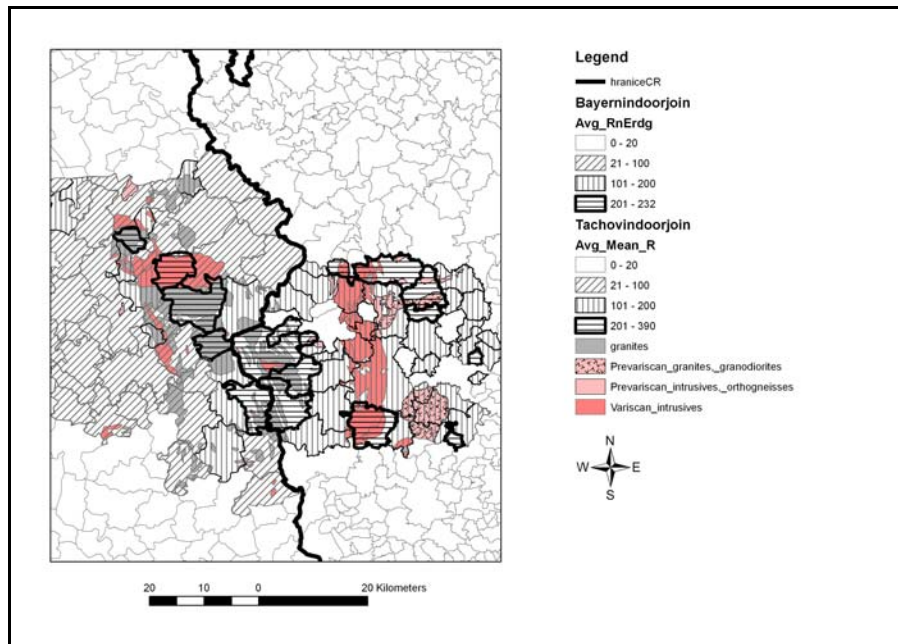 Legend
hraniceCR
Bayernindoorjoin
Avg_RnErdg
0 - 20
21 - 100
101 - 200
201 - 232
Tachovindoorjoin
Avg_Mean_R
0 - 20
21 - 100
101 - 200
201 - 390
granites
Prevariscan_granites,_granodiorites
Prevariscan_intrusives,_orthogneisses
Variscan_intrusives
N
W E
S
20 10 0 20 Kilometers